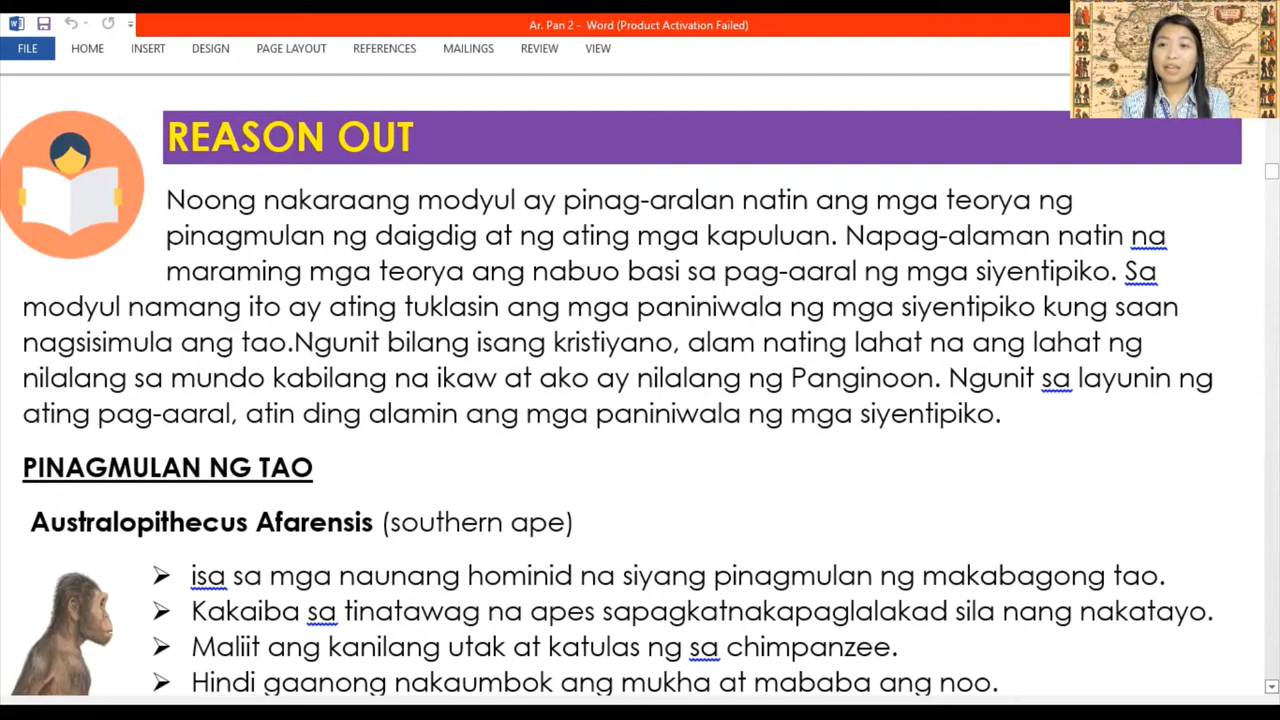 Ar. Pan 2 - Word (Product Activation Failed)
FILE HOME INSERT DESIGN PAGE LAYOUT REFERENCES MAILINGS REVIEW VIEW
REASON OUT
Noong nakaraang modyul ay pinag-aralan natin ang mga teorya ng
pinagmulan ng daigdig at ng ating mga kapuluan. Napag-alaman natin na
maraming mga teorya ang nabuo basi sa pag-aaral ng mga siyentipiko. Sa
modyul namang ito ay ating tuklasin ang mga paniniwala ng mga siyentipiko kung saan
nagsisimula ang tao.Ngunit bilang isang kristiyano, alam nating lahat na ang lahat ng
nilalang sa mundo kabilang na ikaw at ako ay nilalang ng Panginoon. Ngunit sa layunin ng
ating pag-aaral, atin ding alamin ang mga paniniwala ng mga siyentipiko.
PINAGMULAN NG TAO
Australopithecus Afarensis (southern ape)
➢ isa sa mga naunang hominid na siyang pinagmulan ng makabagong tao.
➢ Kakaiba sa tinatawag na apes sapagkatnakapaglalakad sila nang nakatayo.
➢ Maliit ang kanilang utak at katulas ng sa chimpanzee.
➢ Hindi gaanong nakaumbok ang mukha at mababa ang noo.